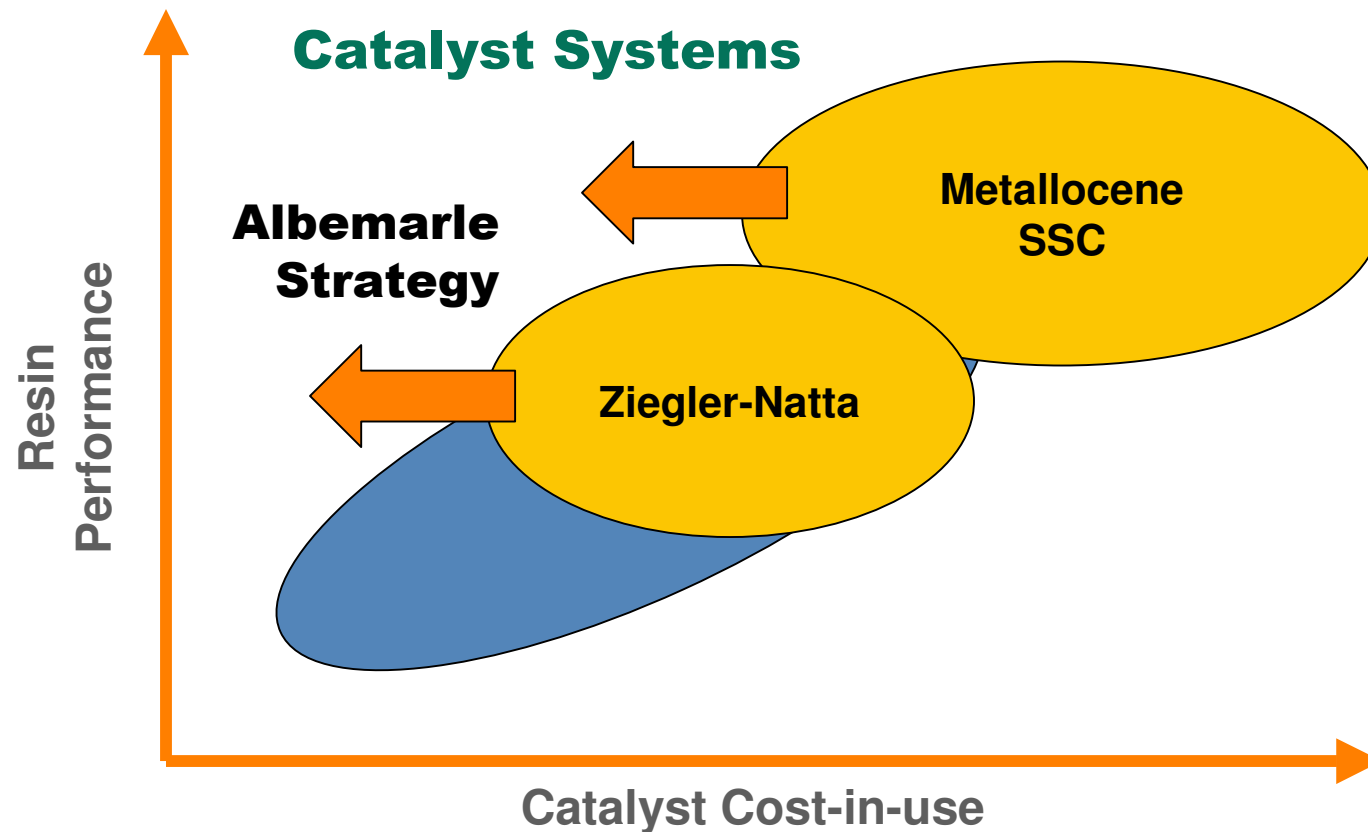 Catalyst Systems
Metallocene
SSC
Albemarle
Strategy
Ziegler-Natta
Resin
Performance
Catalyst Cost-in-use